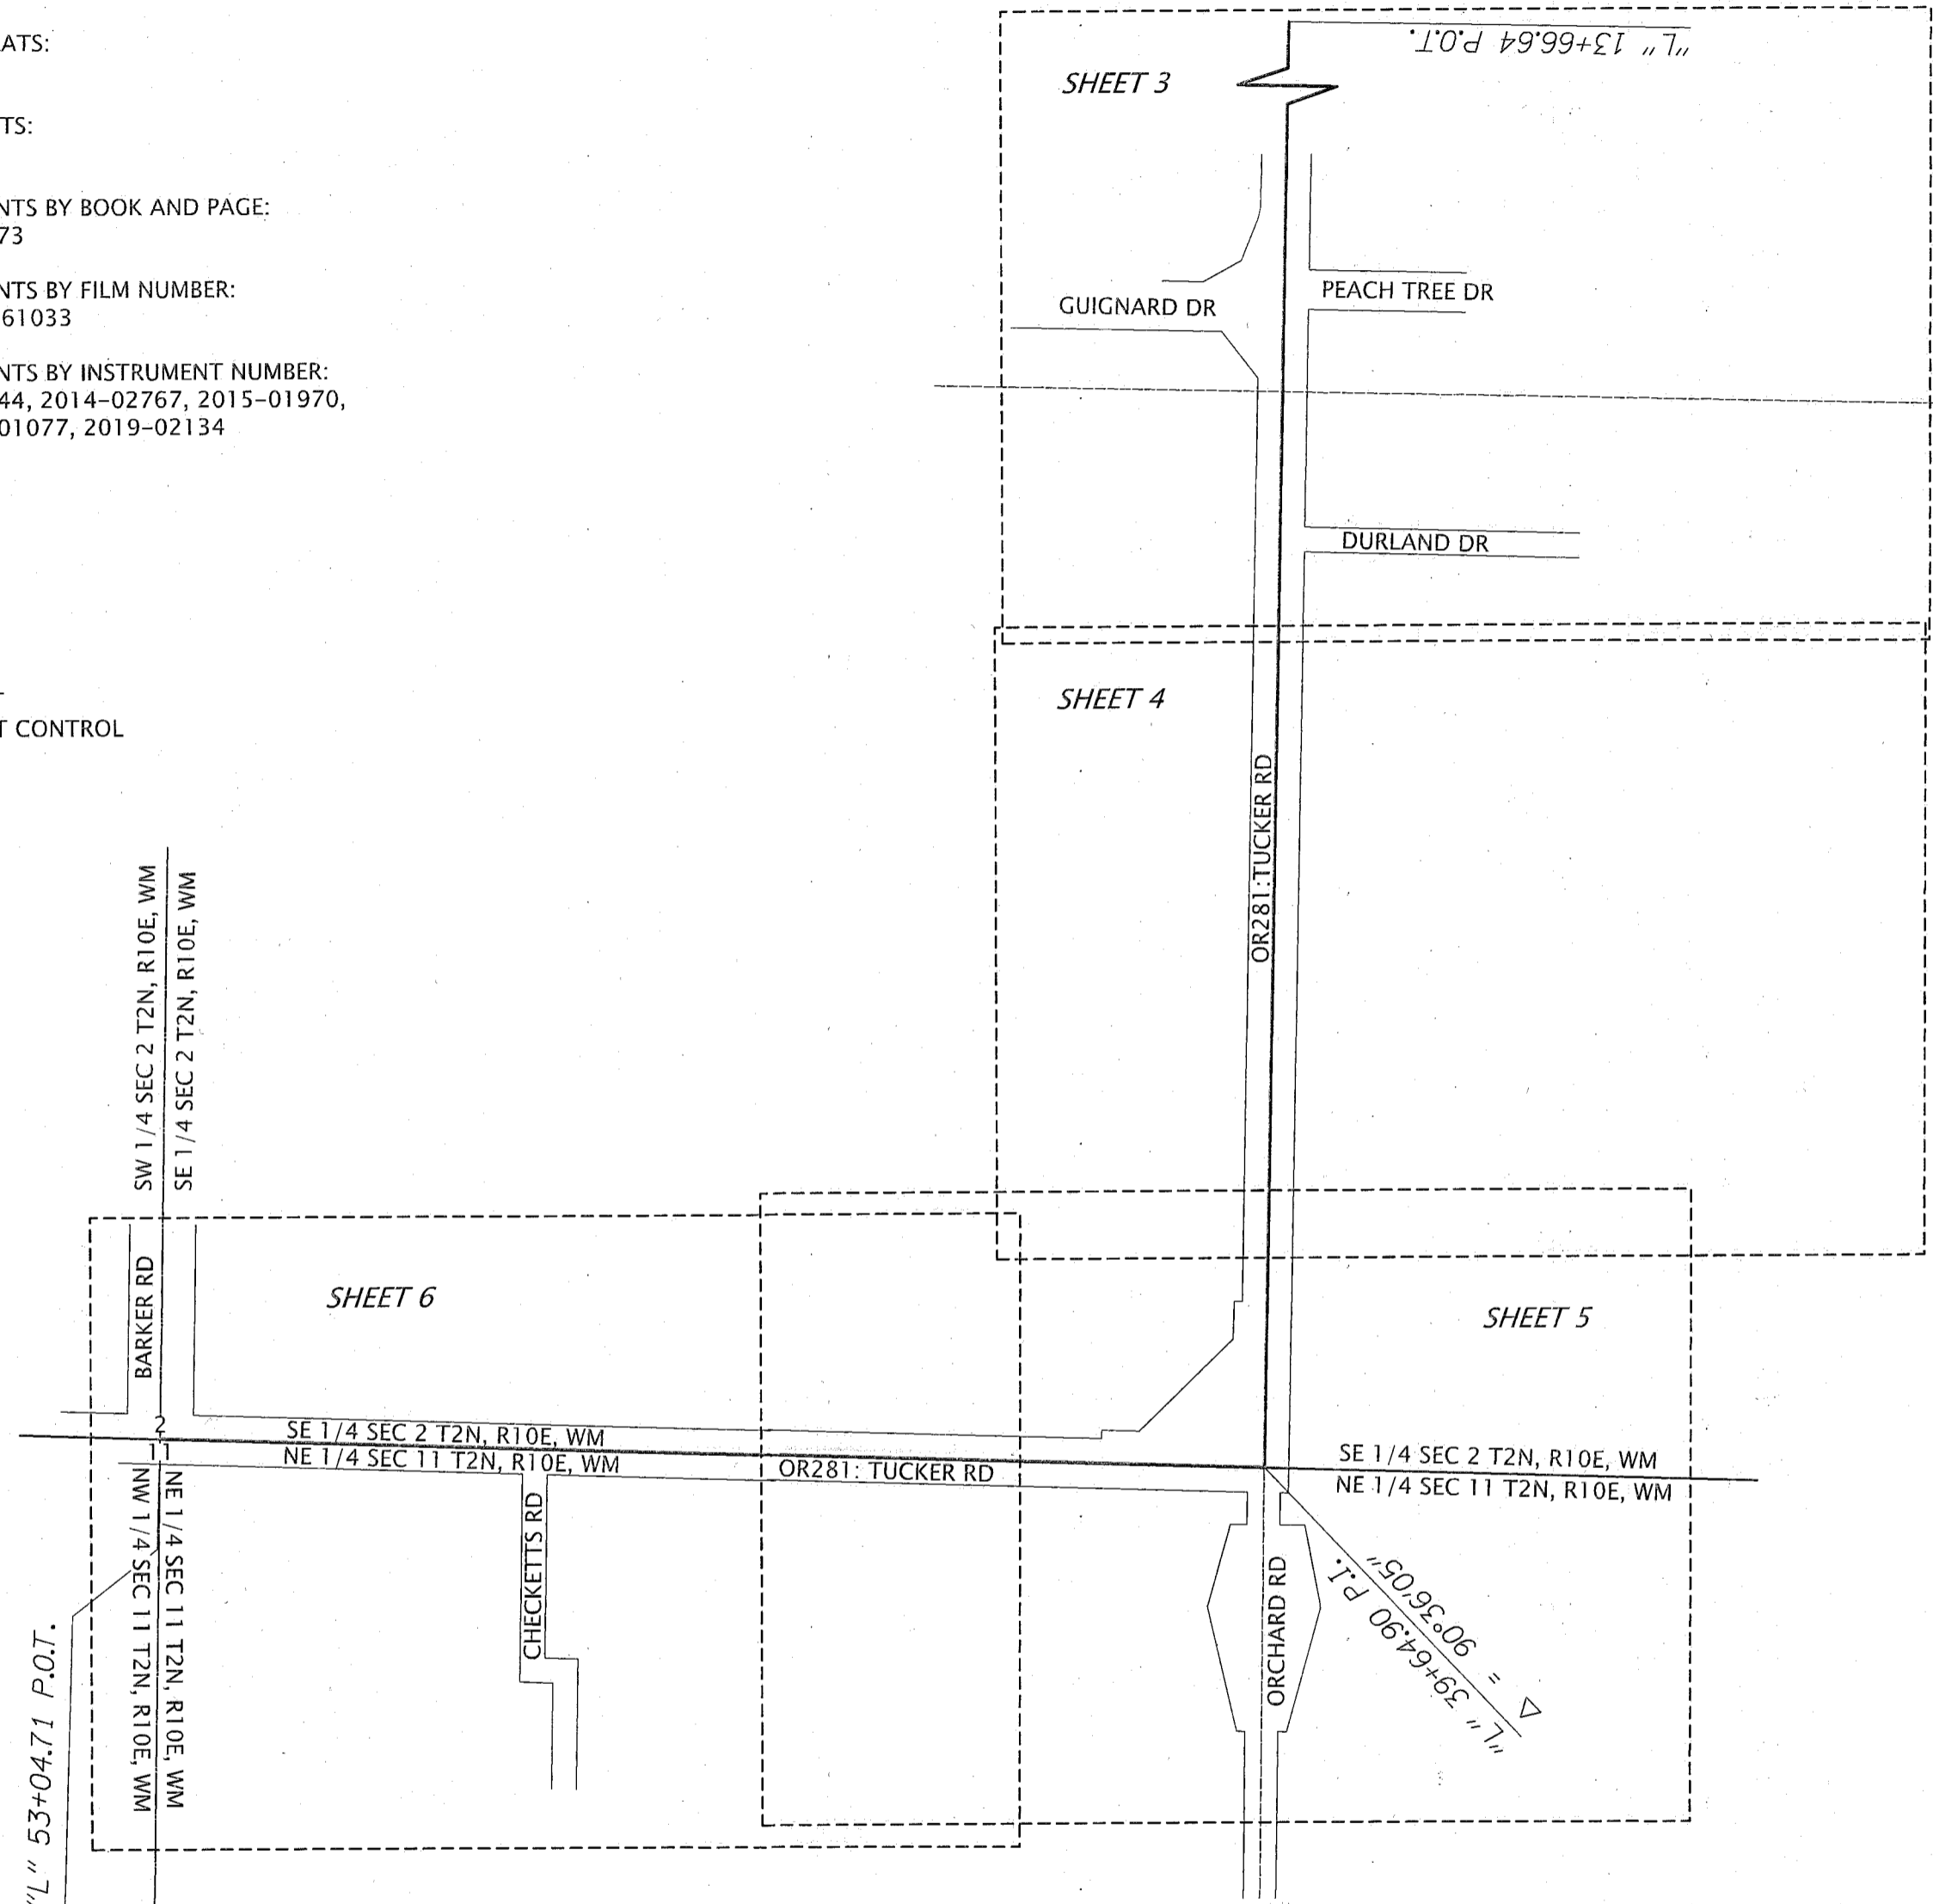 ATS:
TS:
NTS BY BOOK AND PAGE:
73
NTS BY FILM NUMBER:
61033
NTS BY INSTRUMENT NUMBER:
44, 2014-02767, 2015-01970,
01077, 2019-02134
T CONTROL
"L" 13+66.64 P.O.T.
SHEET 3
GUIGNARD DR
PEACH TREE DR
DURLAND DR
SHEET 4
OR281:TUCKER RD
SW 1/4 SEC 2 T2N, R10E, WM
SE 1/4 SEC 2 T2N, R10E, WM
BARKER RD
SHEET 6
SHEET 5
2
11
SE 1/4 SEC 2 T2N, R10E, WM
NE 1/4 SEC 11 T2N, R10E, WM
OR281: TUCKER RD
SE 1/4 SEC 2 T2N, R10E, WM
NE 1/4 SEC 11 T2N, R10E, WM
NW 1/4 SEC 11 T2N, R10E, WM
NE 1/4 SEC 11 T2N, R10E, WM
CHECKETTS RD
ORCHARD RD
"L" 39+64.90 P.I.
Δ = 90°36'05"
"L" 53+04.71 P.O.T.